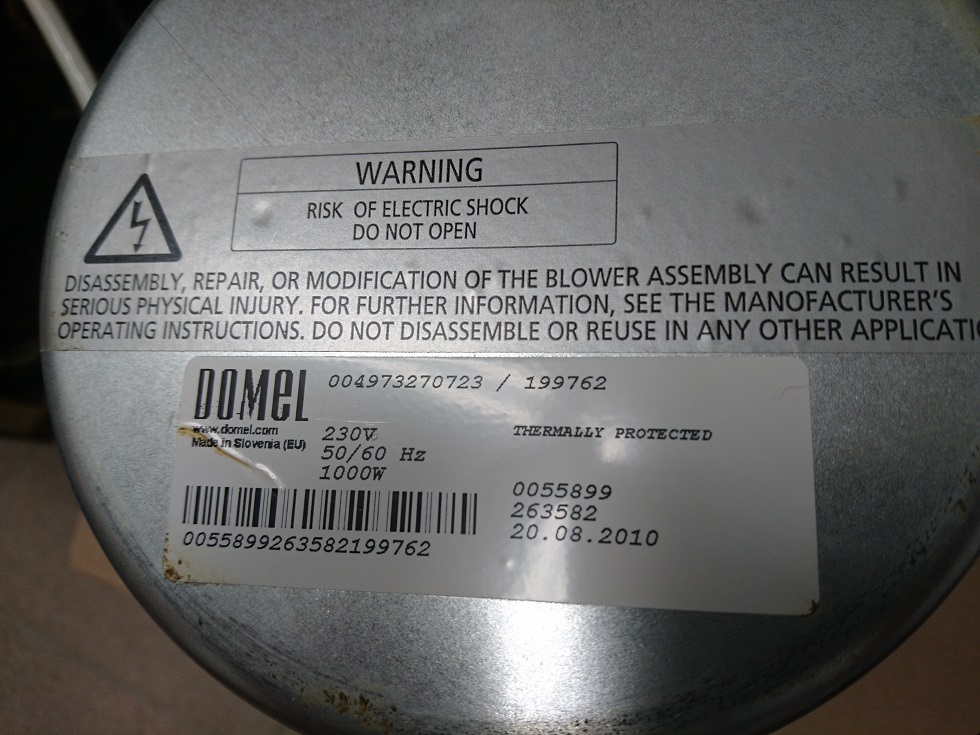 WARNING
RISK OF ELECTRIC SHOCK
DO NOT OPEN
DISASSEMBLY, REPAIR, OR MODIFICATION OF THE BLOWER ASSEMBLY CAN RESULT IN
SERIOUS PHYSICAL INJURY. FOR FURTHER INFORMATION, SEE THE MANUFACTURER'S
OPERATING INSTRUCTIONS. DO NOT DISASSEMBLE OR REUSE IN ANY OTHER APPLICATI
DOMEL 004973270723 / 199762
www.domel.com
Made in Slovenia (EU)
230V THERMALLY PROTECTED
50/60 Hz
1000W
0055899
263582
20.08.2010
0055899263582199762